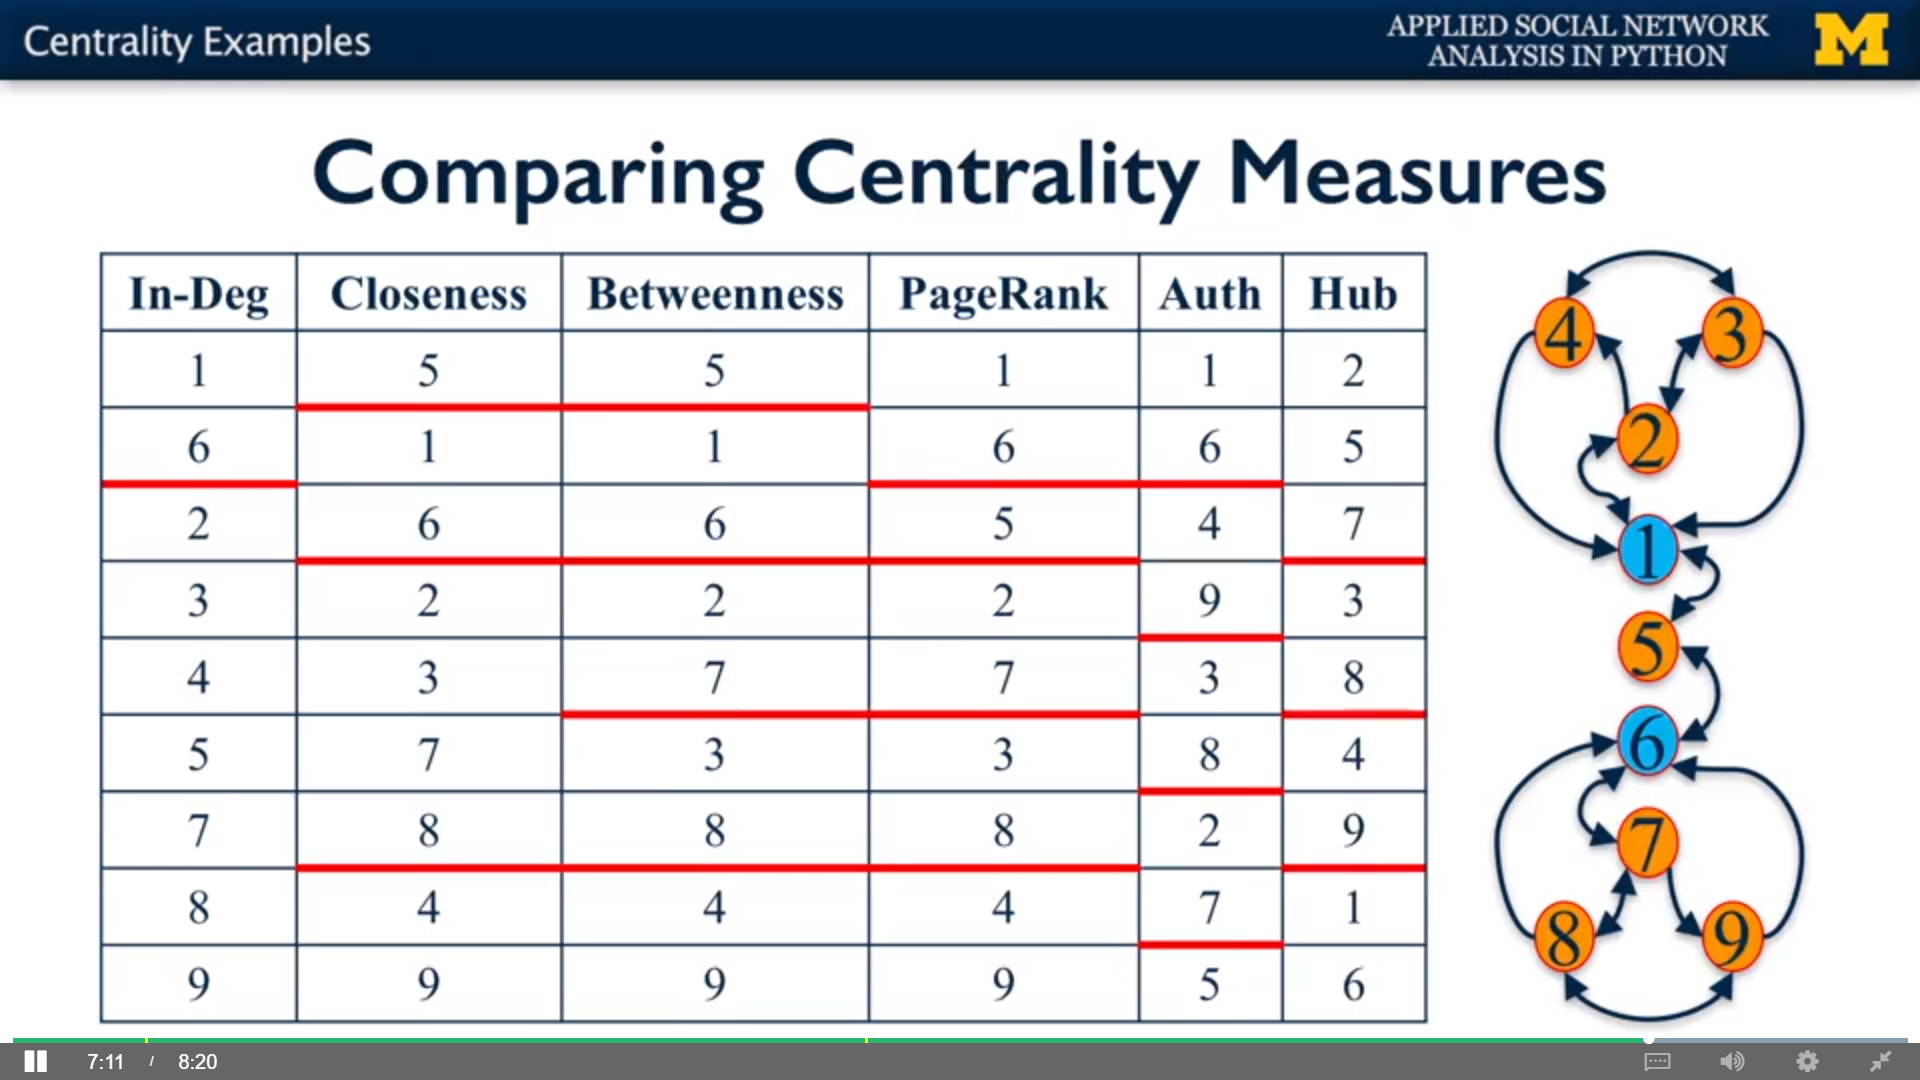 Centrality Examples
APPLIED SOCIAL NETWORK
ANALYSIS IN PYTHON
M
Comparing Centrality Measures
In-Deg Closeness Betweenness PageRank Auth Hub
1 5 5 1 1 2
6 1 1 6 6 5
2 6 6 5 4 7
3 2 2 2 9 3
4 3 7 7 3 8
5 7 3 3 8 4
7 8 8 8 2 9
8 4 4 4 7 1
9 9 9 9 5 6
4 3
2
1
5
6
7
8 9
7:11 / 8:20